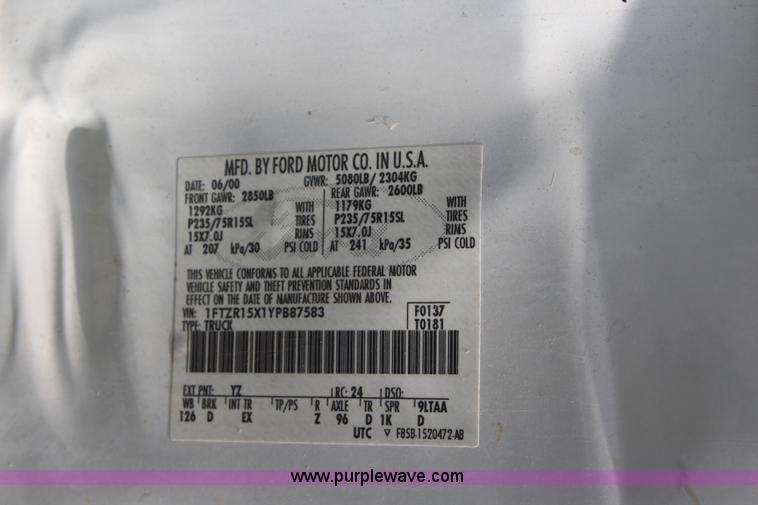 MFD. BY FORD MOTOR CO. IN U.S.A.
DATE: 06/00 GVWR: 5080LB/ 2304KG
FRONT GAWR: 2850LB REAR GAWR: 2600LB
1292KG WITH 1179KG WITH
P235/75R15SL TIRES P235/75R15SL TIRES
15X7.0J RIMS 15X7.0J RIMS
AT 207 kPa/30 PSI COLD AT 241 kPa/35 PSI COLD
Ford
THIS VEHICLE CONFORMS TO ALL APPLICABLE FEDERAL MOTOR
VEHICLE SAFETY AND THEFT PREVENTION STANDARDS IN
EFFECT ON THE DATE OF MANUFACTURE SHOWN ABOVE.
VIN: 1FTZR15X1YPB87583 F0137
TYPE: TRUCK T0181
EXT PNT: YZ RC: 24 DSO:
WB BRK INT TR TP/PS R AXLE TR SPR 9LTAA
126 D EX Z 96 D 1K D
UTC ▽ F85B-1520472-AB
www.purplewave.com